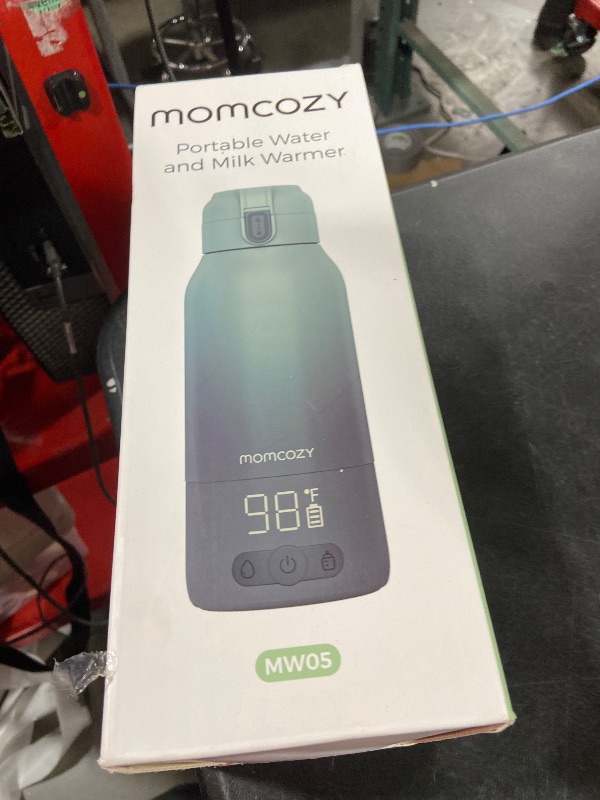 momcozy
Portable Water
and Milk Warmer
momcozy
98°F
MW05